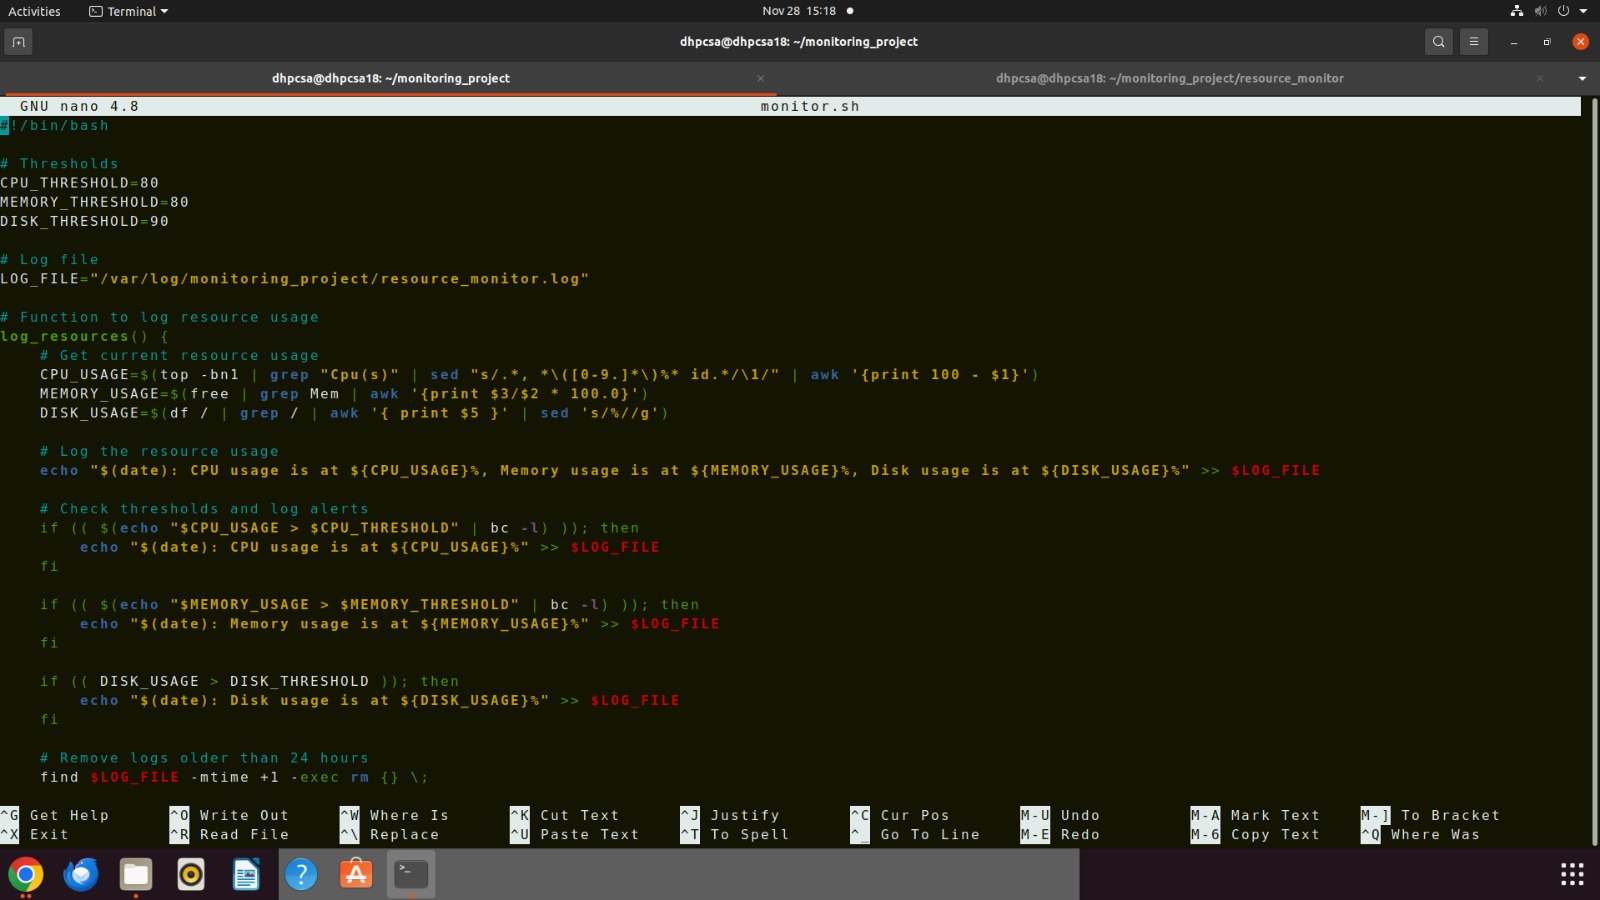 Activities Terminal Nov 28 15:18
dhpcsa@dhpcsa18: ~/monitoring_project
dhpcsa@dhpcsa18: ~/monitoring_project dhpcsa@dhpcsa18: ~/monitoring_project/resource_monitor
GNU nano 4.8 monitor.sh
#!/bin/bash
# Thresholds
CPU_THRESHOLD=80
MEMORY_THRESHOLD=80
DISK_THRESHOLD=90
# Log file
LOG_FILE="/var/log/monitoring_project/resource_monitor.log"
# Function to log resource usage
log_resources() {
    # Get current resource usage
    CPU_USAGE=$(top -bn1 | grep "Cpu(s)" | sed "s/.*, *\([0-9.]*\)%* id.*/\1/" | awk '{print 100 - $1}')
    MEMORY_USAGE=$(free | grep Mem | awk '{print $3/$2 * 100.0}')
    DISK_USAGE=$(df / | grep / | awk '{ print $5 }' | sed 's/%//g')
    # Log the resource usage
    echo "$(date): CPU usage is at ${CPU_USAGE}%, Memory usage is at ${MEMORY_USAGE}%, Disk usage is at ${DISK_USAGE}%" >> $LOG_FILE
    # Check thresholds and log alerts
    if (( $(echo "$CPU_USAGE > $CPU_THRESHOLD" | bc -l) )); then
        echo "$(date): CPU usage is at ${CPU_USAGE}%" >> $LOG_FILE
    fi
    if (( $(echo "$MEMORY_USAGE > $MEMORY_THRESHOLD" | bc -l) )); then
        echo "$(date): Memory usage is at ${MEMORY_USAGE}%" >> $LOG_FILE
    fi
    if (( DISK_USAGE > DISK_THRESHOLD )); then
        echo "$(date): Disk usage is at ${DISK_USAGE}%" >> $LOG_FILE
    fi
    # Remove logs older than 24 hours
    find $LOG_FILE -mtime +1 -exec rm {} \;
^G Get Help ^O Write Out ^W Where Is ^K Cut Text ^J Justify ^C Cur Pos M-U Undo M-A Mark Text M-] To Bracket
^X Exit ^R Read File ^\ Replace ^U Paste Text ^T To Spell ^_ Go To Line M-E Redo M-6 Copy Text ^Q Where Was